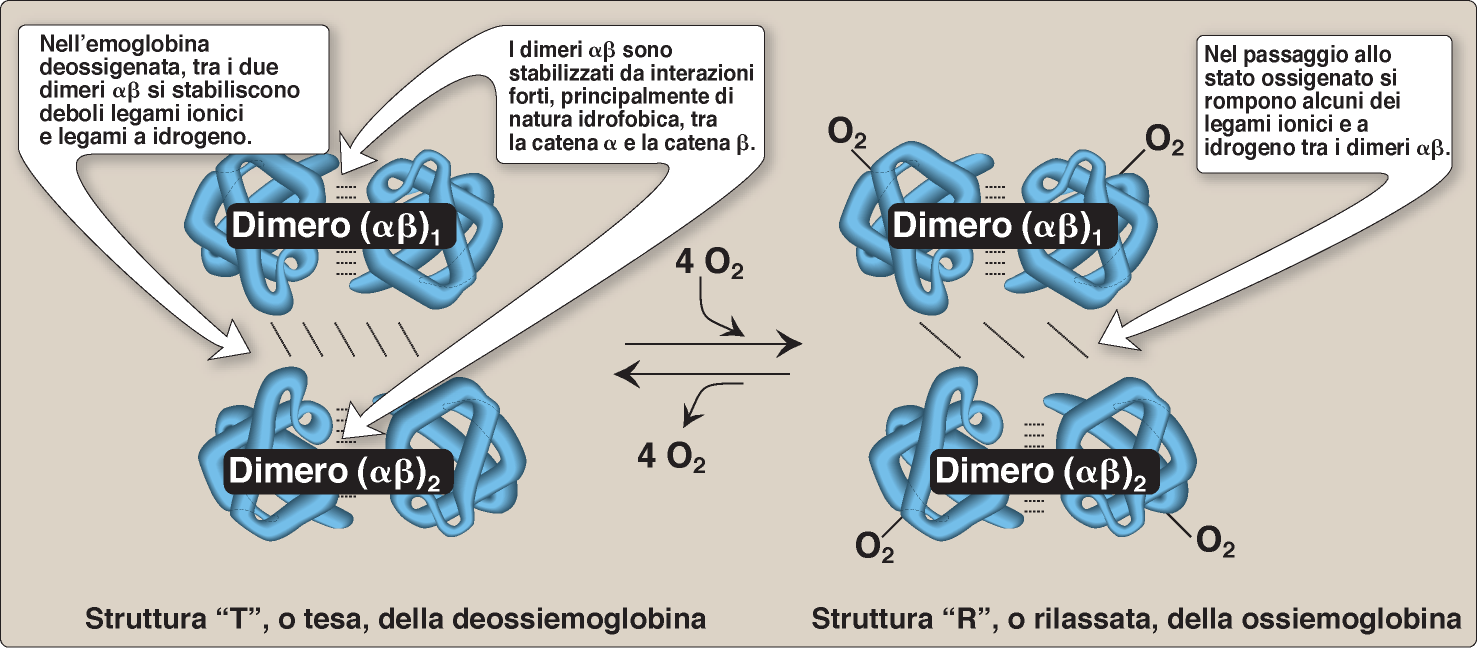 Nell'emoglobina
deossigenata, tra i due
dimeri αβ si stabiliscono
deboli legami ionici
e legami a idrogeno.
I dimeri αβ sono
stabilizzati da interazioni
forti, principalmente di
natura idrofobica, tra
la catena α e la catena β.
Nel passaggio allo
stato ossigenato si
rompono alcuni dei
legami ionici e a
idrogeno tra i dimeri αβ.
O₂
O₂
Dimero (αβ)₁
Dimero (αβ)₁
4 O₂
4 O₂
Dimero (αβ)₂
Dimero (αβ)₂
O₂
O₂
Struttura “T”, o tesa, della deossiemoglobina
Struttura “R”, o rilassata, della ossiemoglobina